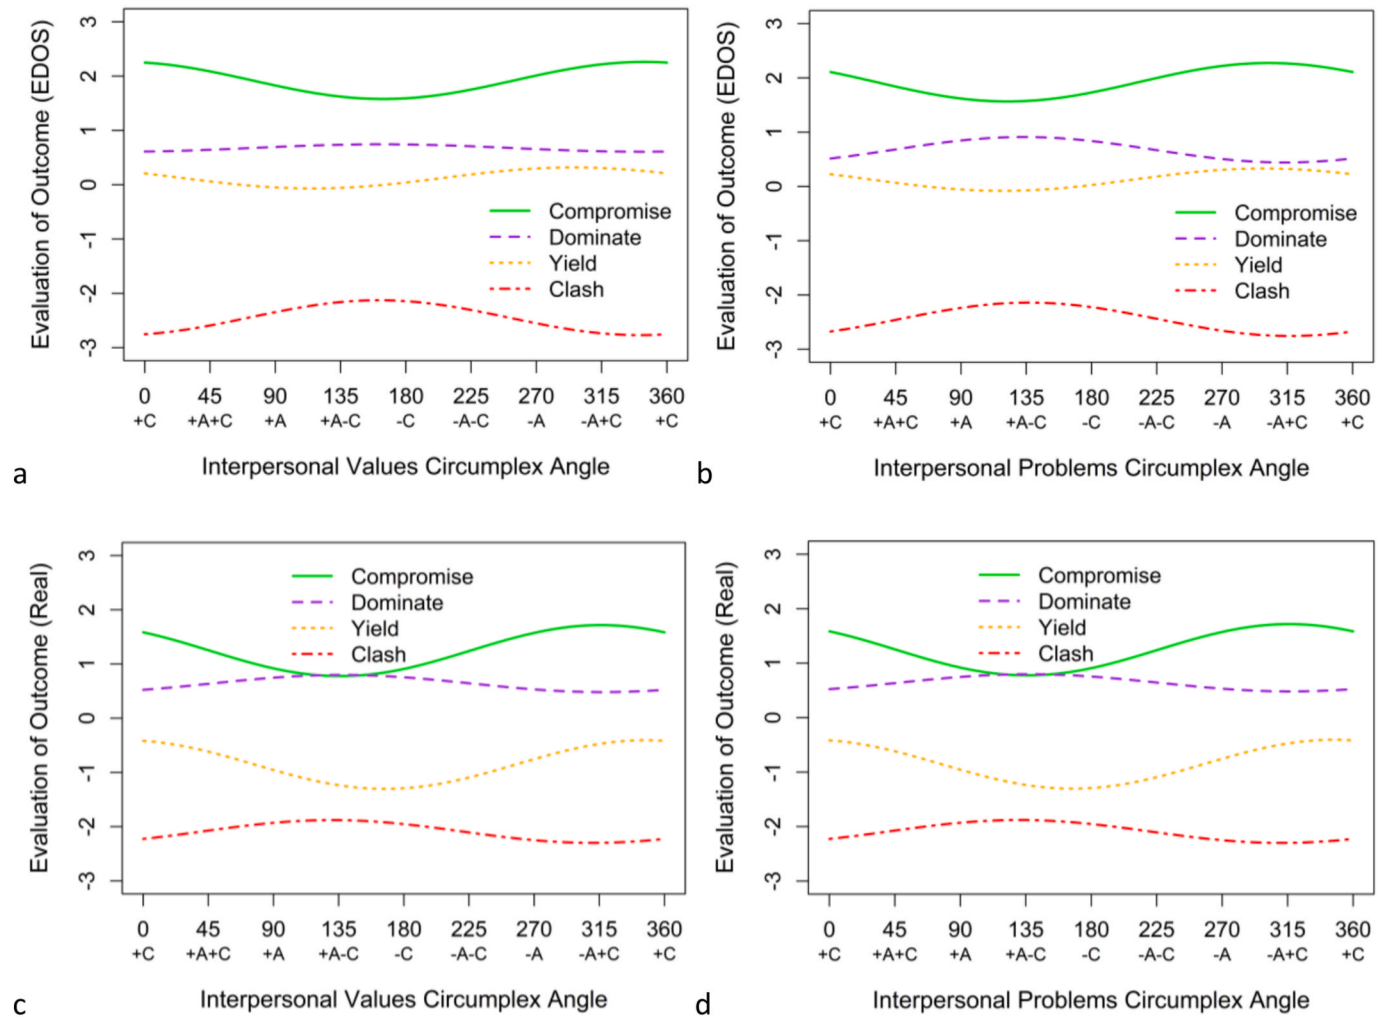 Evaluation of Outcome (EDOS)
3
2
1
0
-1
-2
-3
Compromise
Dominate
Yield
Clash
0 45 90 135 180 225 270 315 360
+C +A+C +A +A-C -C -A-C -A -A+C +C
Interpersonal Values Circumplex Angle
a
Evaluation of Outcome (EDOS)
3
2
1
0
-1
-2
-3
Compromise
Dominate
Yield
Clash
0 45 90 135 180 225 270 315 360
+C +A+C +A +A-C -C -A-C -A -A+C +C
Interpersonal Problems Circumplex Angle
b
Evaluation of Outcome (Real)
3
2
1
0
-1
-2
-3
Compromise
Dominate
Yield
Clash
0 45 90 135 180 225 270 315 360
+C +A+C +A +A-C -C -A-C -A -A+C +C
Interpersonal Values Circumplex Angle
c
Evaluation of Outcome (Real)
3
2
1
0
-1
-2
-3
Compromise
Dominate
Yield
Clash
0 45 90 135 180 225 270 315 360
+C +A+C +A +A-C -C -A-C -A -A+C +C
Interpersonal Problems Circumplex Angle
d